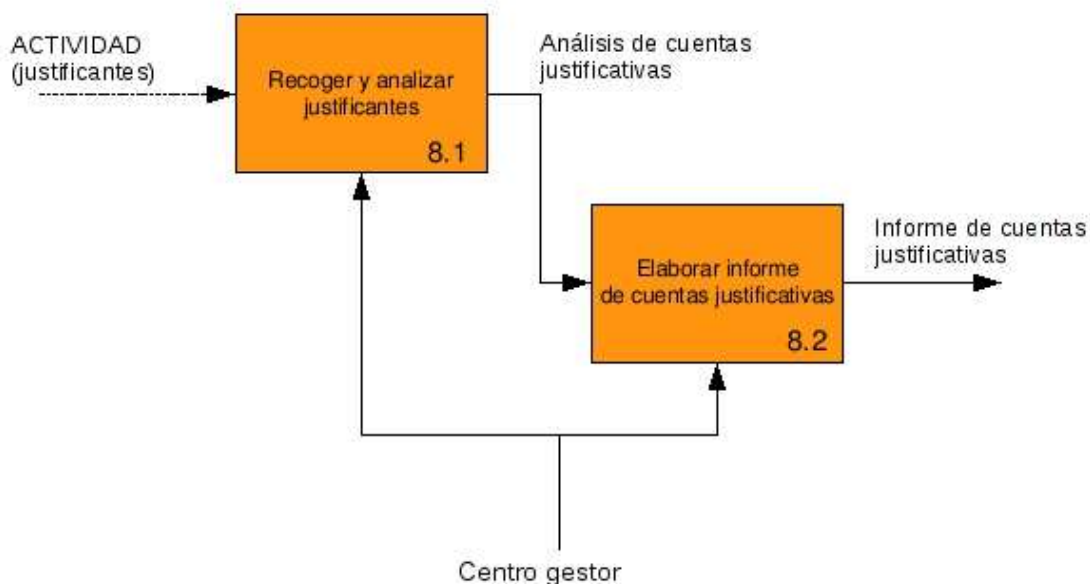 ACTIVIDAD
(justificantes)
Recoger y analizar
justificantes
8.1
Análisis de cuentas
justificativas
Elaborar informe
de cuentas justificativas
8.2
Informe de cuentas
justificativas
Centro gestor